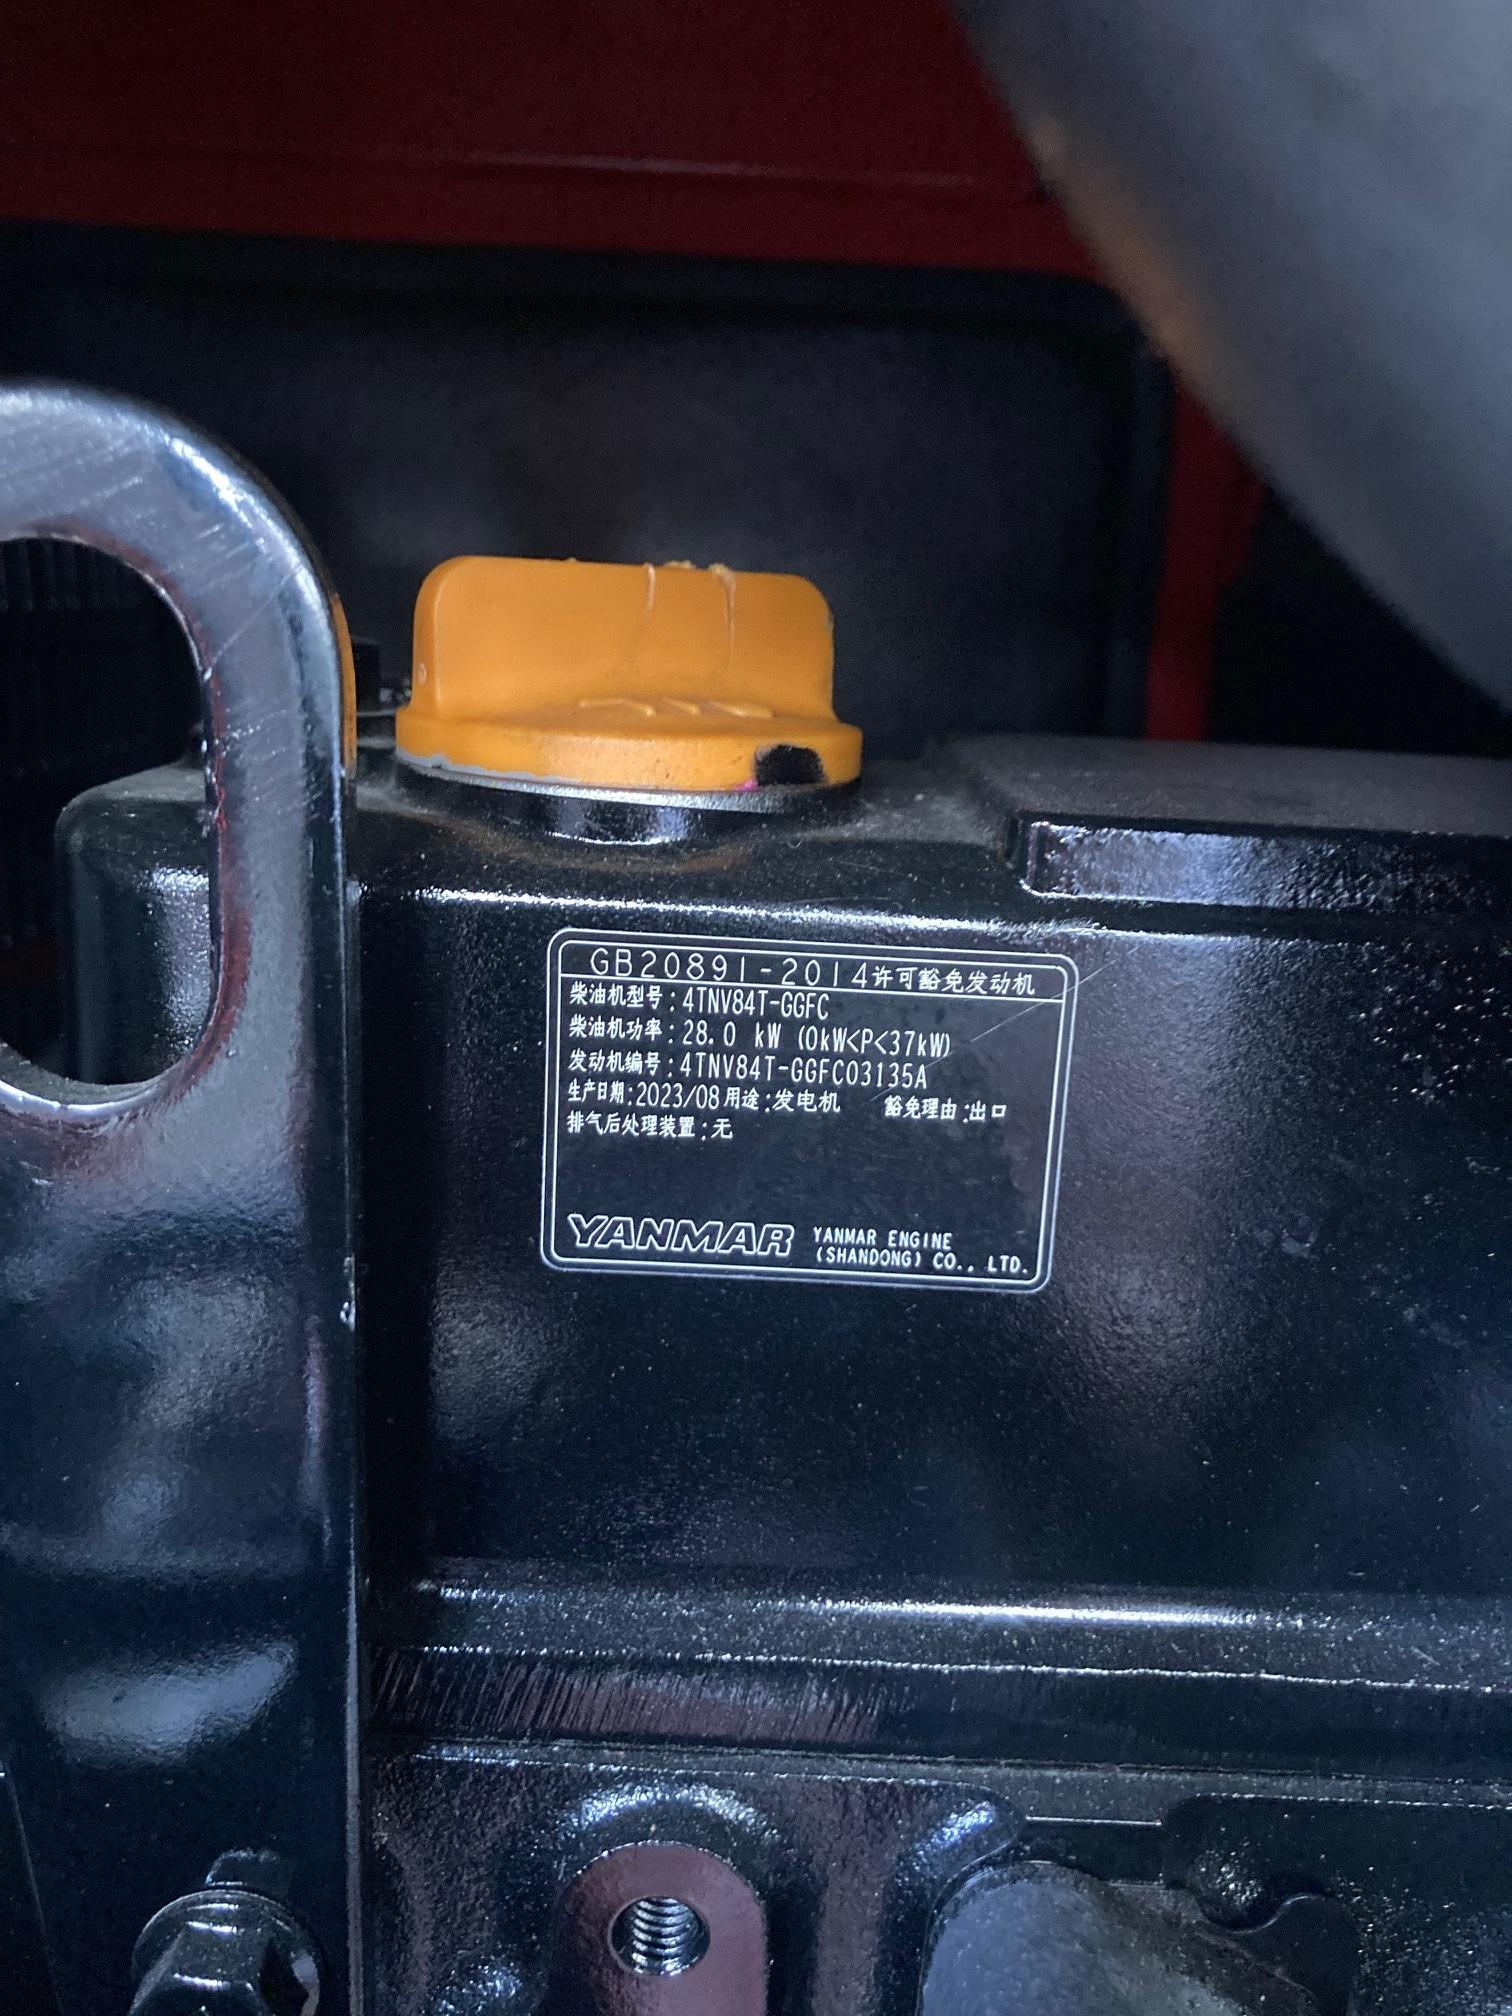 GB20891-2014许可豁免发动机
柴油机型号:4TNV84T-GGFC
柴油机功率:28.0 kW (0kW<P<37kW)
发动机编号:4TNV84T-GGFC03135A
生产日期:2023/08用途:发电机 豁免理由:出口
排气后处理装置:无
YANMAR YANMAR ENGINE
(SHANDONG) CO., LTD.